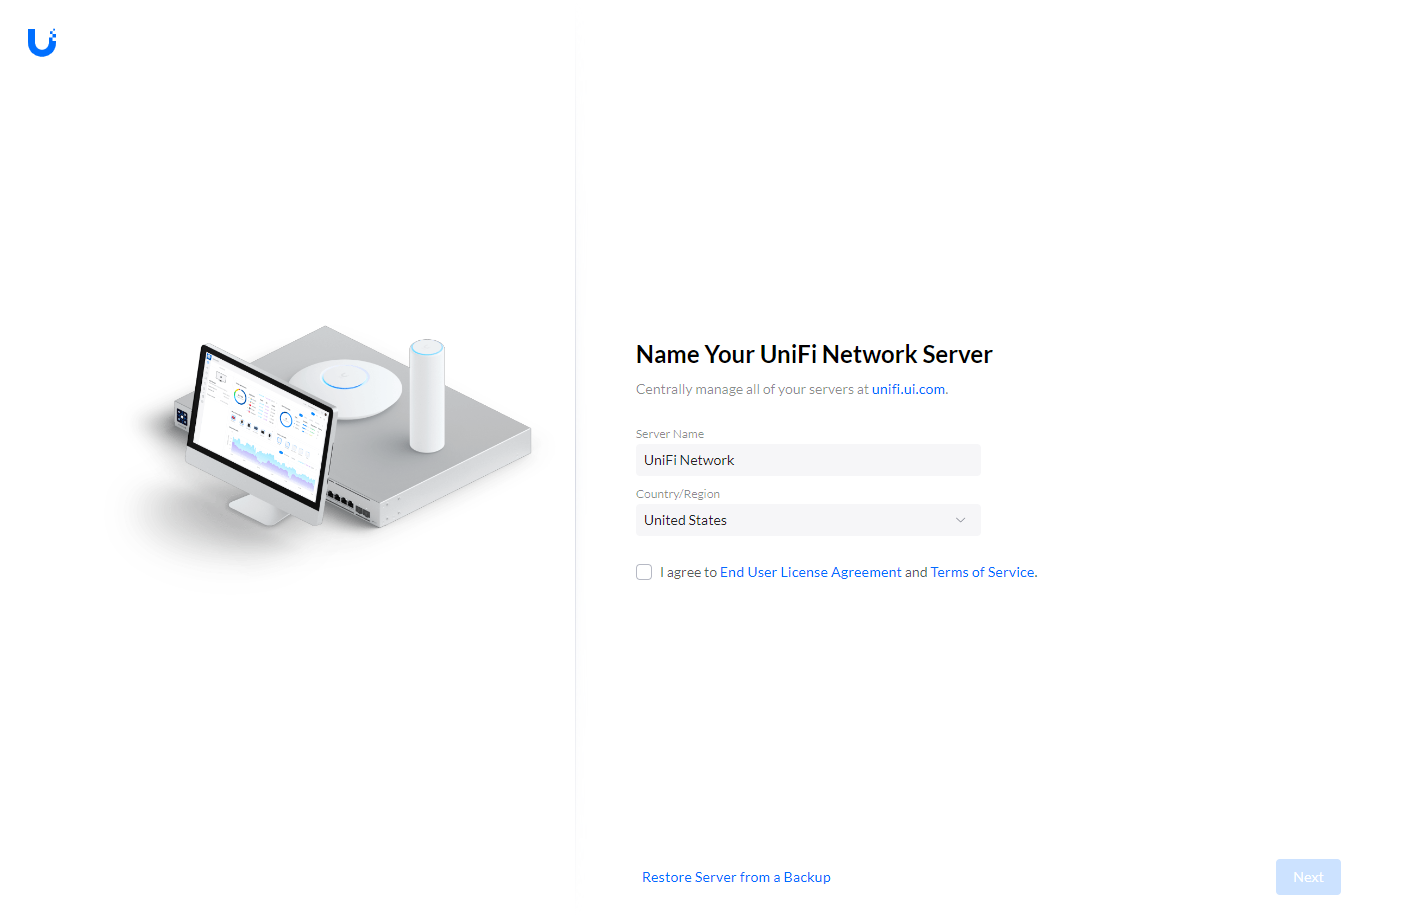 Name Your UniFi Network Server
Centrally manage all of your servers at unifi.ui.com.
Server Name
UniFi Network
Country/Region
United States
I agree to End User License Agreement and Terms of Service.
Restore Server from a Backup
Next